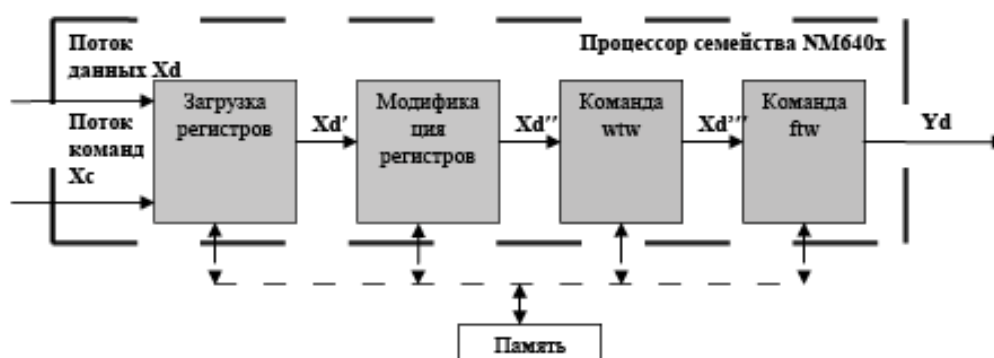 Поток
данных Xd
Процессор семейства NM640x
Поток
команд
Xc
Загрузка
регистров
Xd'
Модифика
ция
регистров
Xd''
Команда
wtw
Xd'''
Команда
ftw
Yd
Память